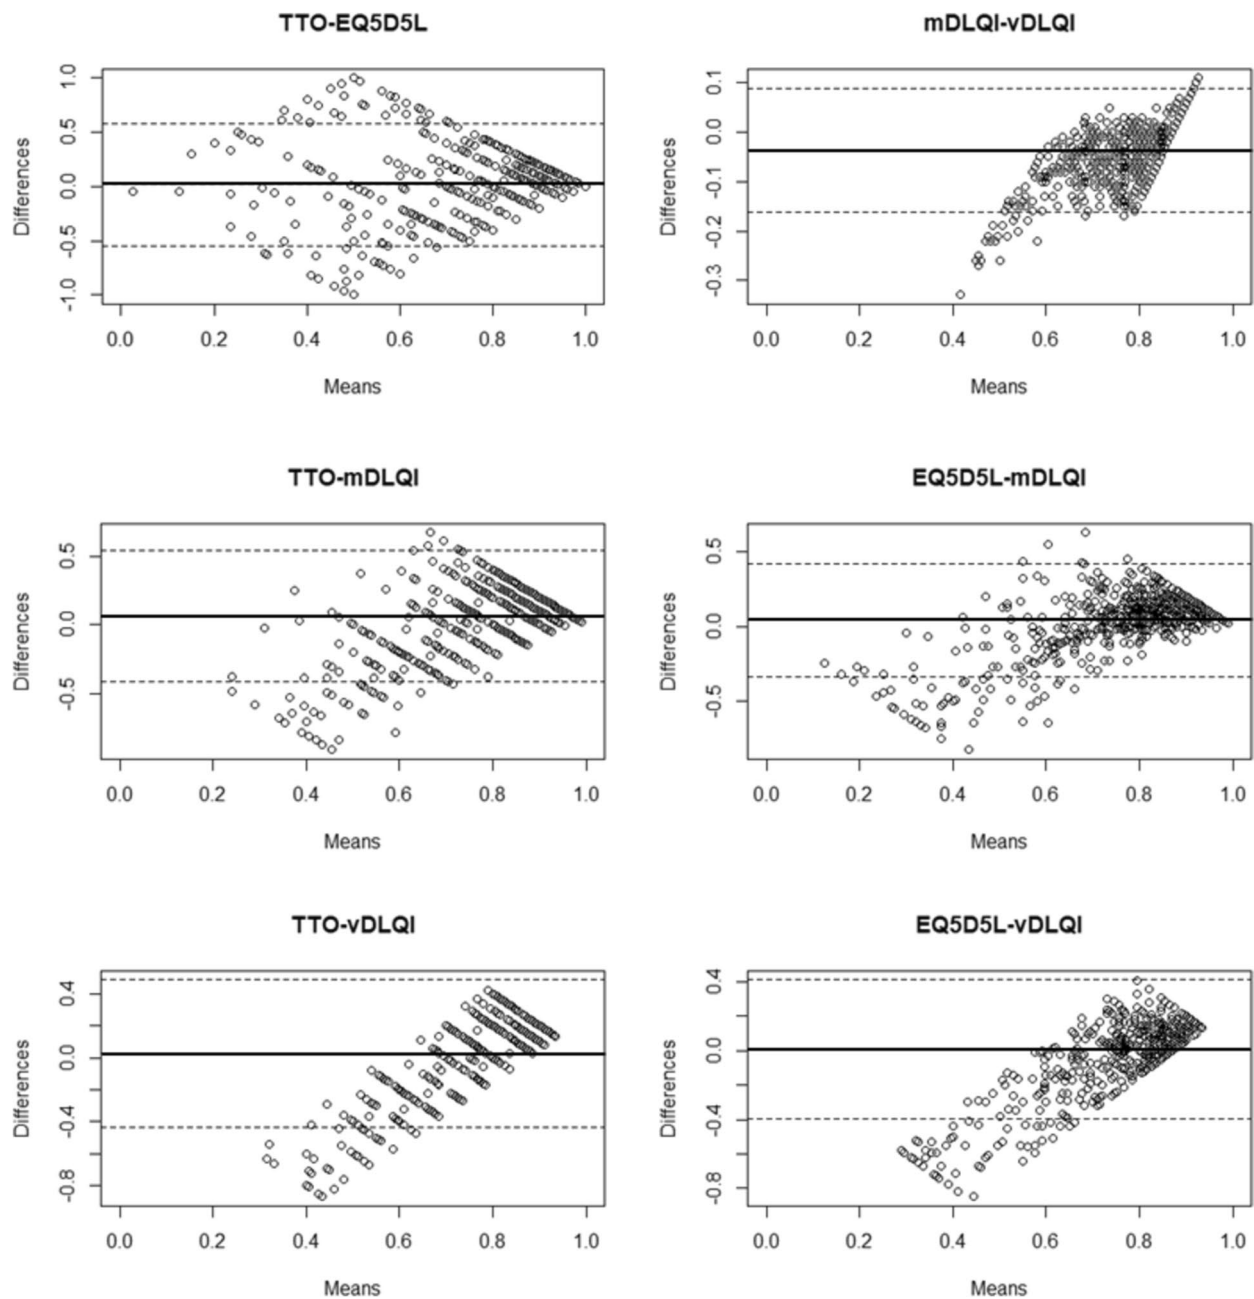 TTO-EQ5D5L
Differences
1.0
0.5
0.0
-0.5
-1.0
0.0 0.2 0.4 0.6 0.8 1.0
Means
mDLQI-vDLQI
Differences
0.1
0.0
-0.1
-0.2
-0.3
0.0 0.2 0.4 0.6 0.8 1.0
Means
TTO-mDLQI
Differences
0.5
0.0
-0.5
0.0 0.2 0.4 0.6 0.8 1.0
Means
EQ5D5L-mDLQI
Differences
0.5
0.0
-0.5
0.0 0.2 0.4 0.6 0.8 1.0
Means
TTO-vDLQI
Differences
0.4
0.0
-0.4
-0.8
0.0 0.2 0.4 0.6 0.8 1.0
Means
EQ5D5L-vDLQI
Differences
0.4
0.0
-0.4
-0.8
0.0 0.2 0.4 0.6 0.8 1.0
Means